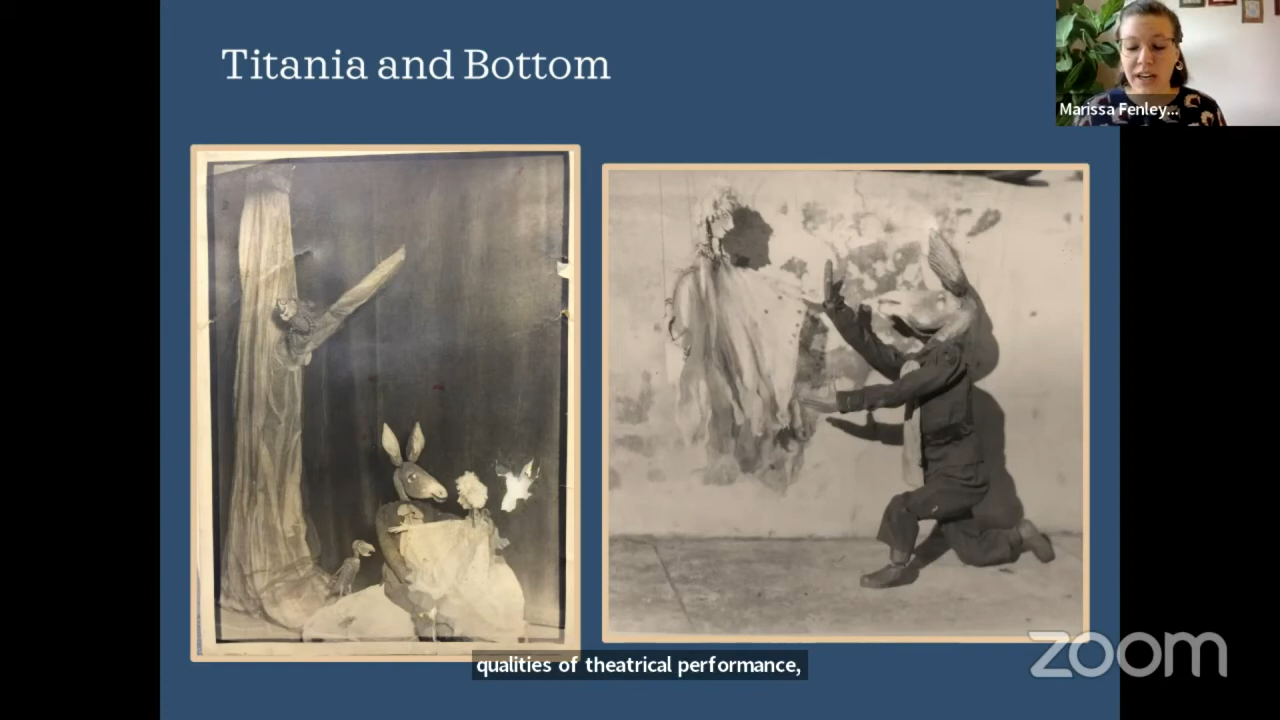 Titania and Bottom
Marissa Fenley...
qualities of theatrical performance,
zoom